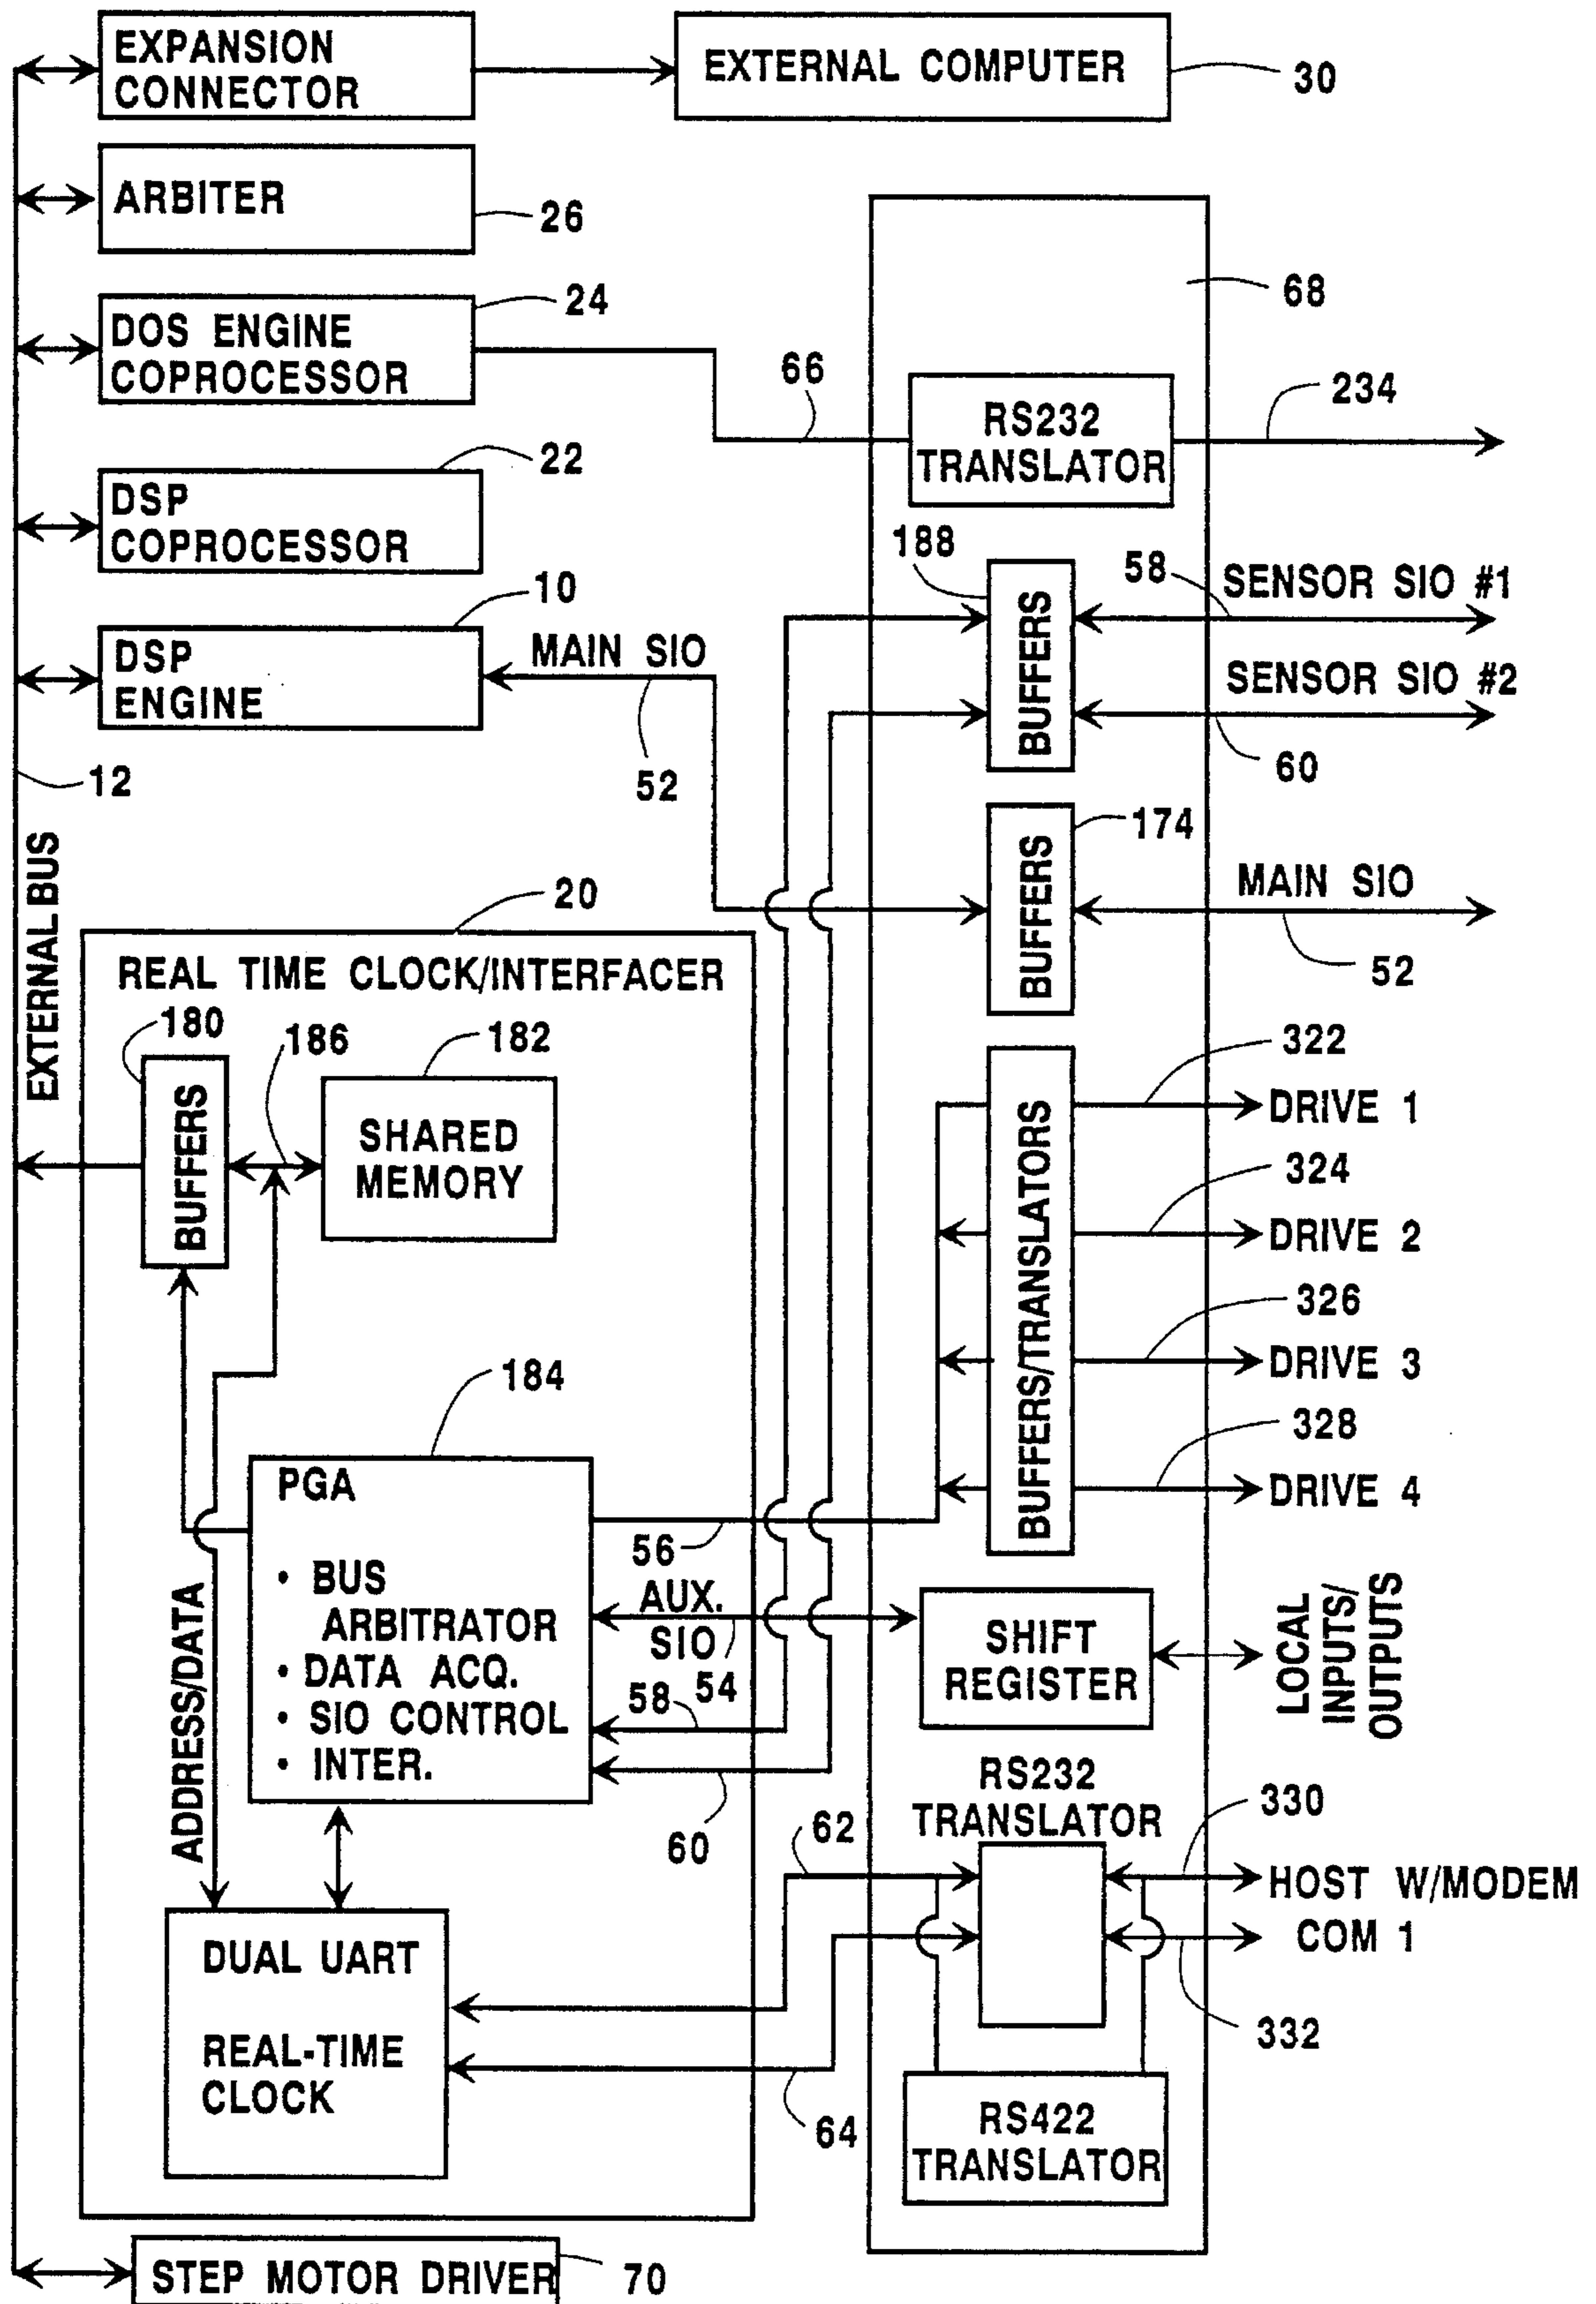 EXPANSION
CONNECTOR
EXTERNAL COMPUTER
30
ARBITER
26
68
24
DOS ENGINE
COPROCESSOR
66
234
RS232
TRANSLATOR
22
DSP
COPROCESSOR
188
BUFFERS
58
SENSOR SIO #1
SENSOR SIO #2
60
10
DSP
ENGINE
MAIN SIO
52
12
EXTERNAL BUS
174
BUFFERS
MAIN SIO
52
20
REAL TIME CLOCK/INTERFACER
180
186
182
BUFFERS
SHARED
MEMORY
BUFFERS/TRANSLATORS
322
DRIVE 1
324
DRIVE 2
326
DRIVE 3
328
DRIVE 4
184
PGA
• BUS
ARBITRATOR
• DATA ACQ.
• SIO CONTROL
• INTER.
56
AUX.
SIO
54
58
60
ADDRESS/DATA
SHIFT
REGISTER
LOCAL
INPUTS/
OUTPUTS
RS232
TRANSLATOR
62
330
HOST W/MODEM
COM 1
332
DUAL UART
REAL-TIME
CLOCK
64
RS422
TRANSLATOR
STEP MOTOR DRIVER
70